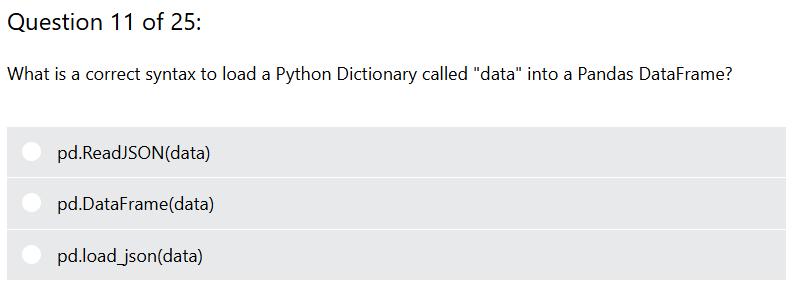 Question 11 of 25:
What is a correct syntax to load a Python Dictionary called "data" into a Pandas DataFrame?
pd.ReadJSON(data)
pd.DataFrame(data)
pd.load_json(data)